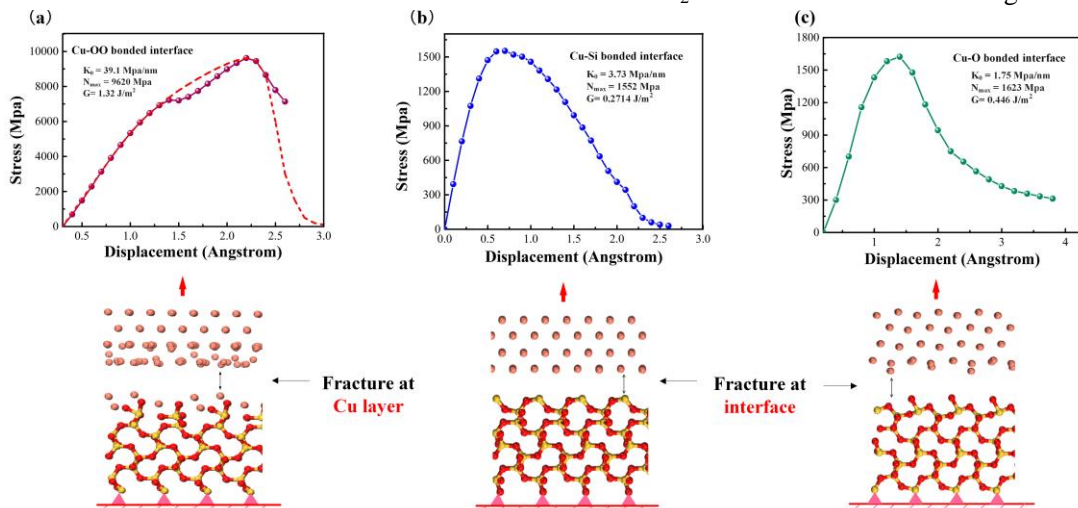 2
(a)
Cu-OO bonded interface
K₀ = 39.1 Mpa/nm
Nmax = 9620 Mpa
G= 1.32 J/m²
Stress (Mpa)
10000
8000
6000
4000
2000
0
0.5
1.0
1.5
2.0
2.5
3.0
Displacement (Angstrom)
(b)
Cu-Si bonded interface
K₀ = 3.73 Mpa/nm
Nmax = 1552 Mpa
G= 0.2714 J/m²
Stress (Mpa)
1500
1200
900
600
300
0
0.0
0.5
1.0
1.5
2.0
2.5
3.0
Displacement (Angstrom)
(c)
Cu-O bonded interface
K₀ = 1.75 Mpa/nm
Nmax = 1623 Mpa
G= 0.446 J/m²
Stress (Mpa)
1800
1500
1200
900
600
300
0
1
2
3
4
Displacement (Angstrom)
Fracture at
Cu layer
Fracture at
interface